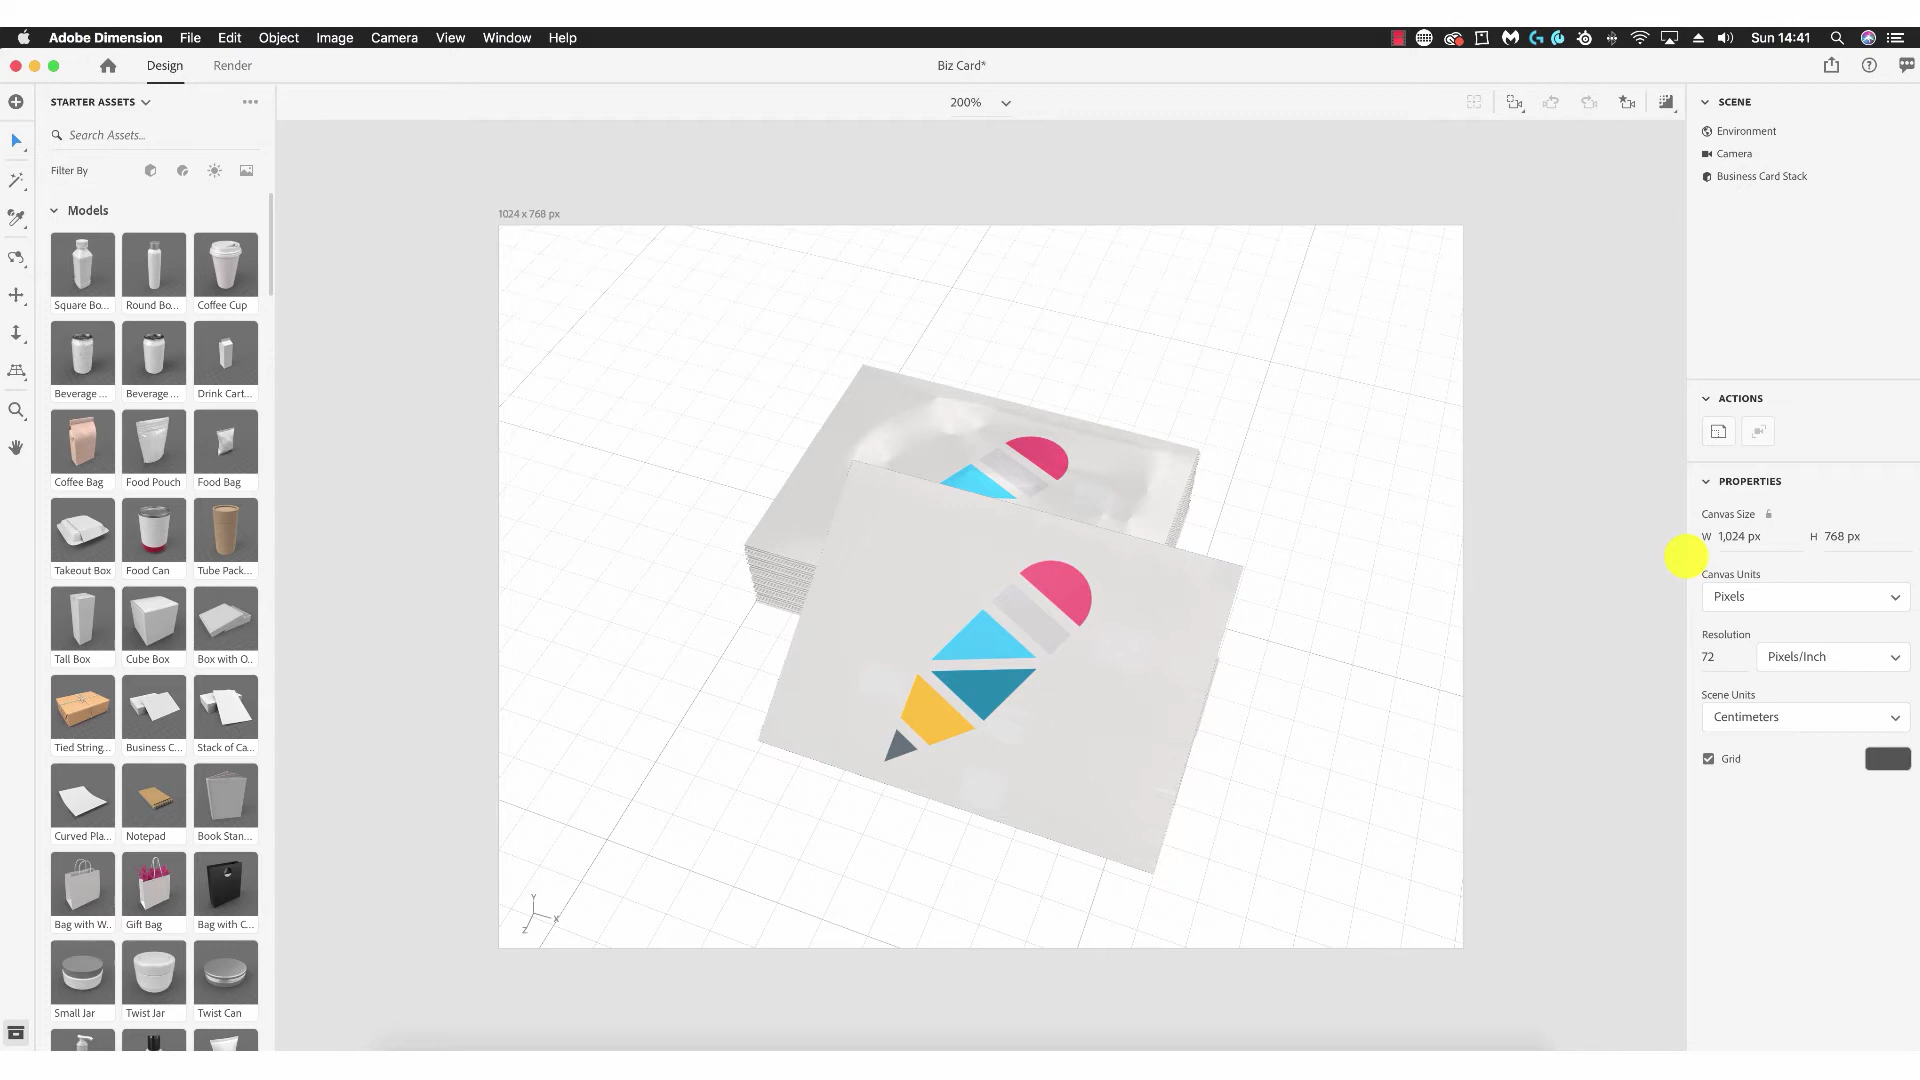 Adobe Dimension File Edit Object Image Camera View Window Help Sun 14:41
Design Render Biz Card*
STARTER ASSETS
Search Assets...
Filter By
Models
Square Bo... Round Bo... Coffee Cup
Beverage ... Beverage ... Drink Cart...
Coffee Bag Food Pouch Food Bag
Takeout Box Food Can Tube Pack...
Tall Box Cube Box Box with O..
Tied String... Business C... Stack of Ca...
Curved Pla... Notepad Book Stan...
Bag with W.. Gift Bag Bag with C...
Small Jar Twist Jar Twist Can
200%
1024 x 768 px
Y
X
Z
SCENE
Environment
Camera
Business Card Stack
ACTIONS
PROPERTIES
Canvas Size
W 1,024 px H 768 px
Canvas Units
Pixels
Resolution
72 Pixels/Inch
Scene Units
Centimeters
Grid